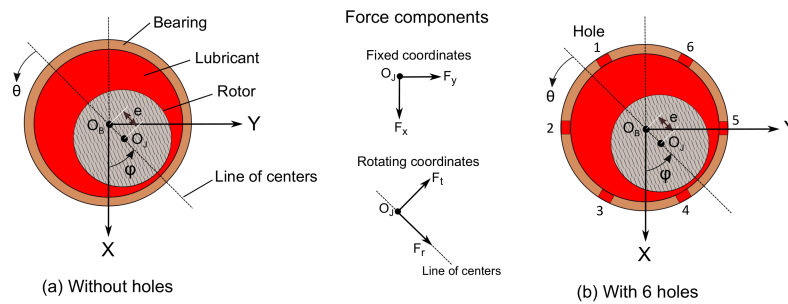 Force components
Bearing
Lubricant
Rotor
θ
e
O_B
O_J
Y
φ
Line of centers
X
(a) Without holes
Fixed coordinates
O_J
F_y
F_x
Rotating coordinates
F_t
O_J
F_r
Line of centers
Hole
1
6
θ
2
e
5
O_B
O_J
Y
φ
3
4
X
(b) With 6 holes